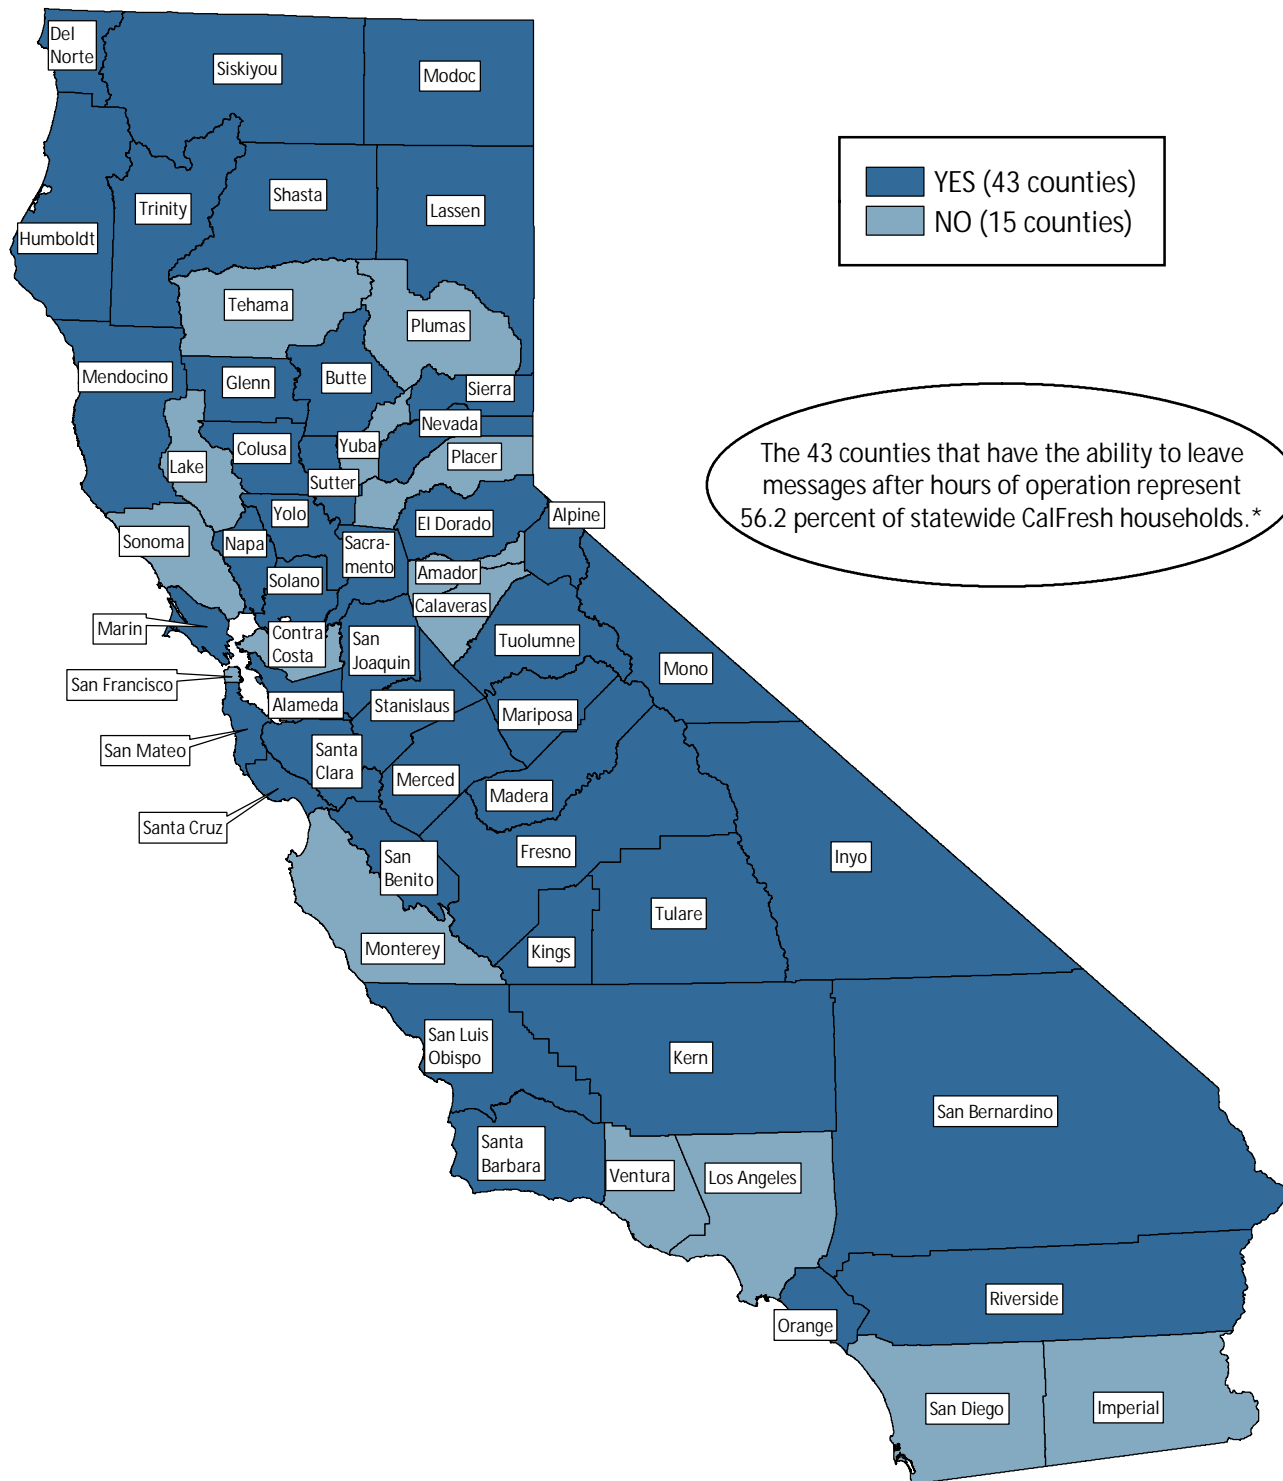 Del
Norte
Siskiyou
Modoc
YES (43 counties)
NO (15 counties)
Humboldt
Trinity
Shasta
Lassen
Tehama
Plumas
Mendocino
Glenn
Butte
Sierra
Nevada
Lake
Colusa
Yuba
Placer
Sutter
The 43 counties that have the ability to leave
messages after hours of operation represent
56.2 percent of statewide CalFresh households.*
Sonoma
Napa
Yolo
Sacra-
mento
El Dorado
Alpine
Solano
Amador
Calaveras
Marin
Contra
Costa
San
Joaquin
Tuolumne
Mono
San Francisco
Alameda
Stanislaus
Mariposa
San Mateo
Santa
Clara
Merced
Madera
Santa Cruz
San
Benito
Fresno
Inyo
Tulare
Monterey
Kings
San Luis
Obispo
Kern
San Bernardino
Santa
Barbara
Ventura
Los Angeles
Orange
Riverside
San Diego
Imperial